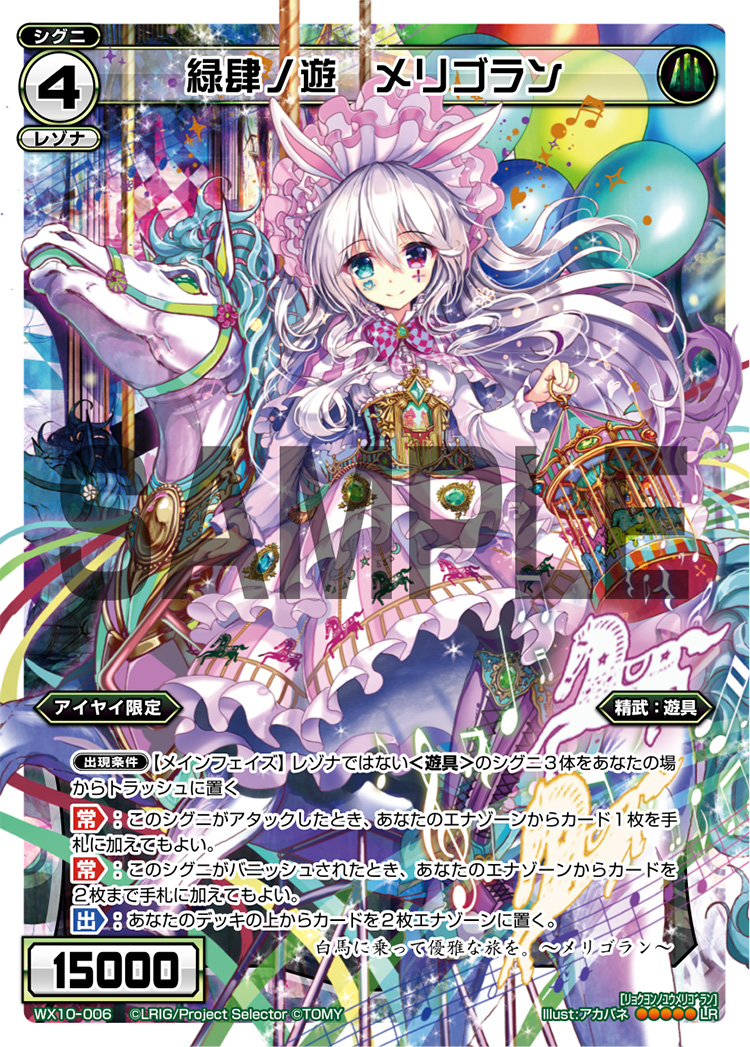 シグニ
4
レゾナ
緑肆ノ遊 メリゴラン
SAMPLE
アイヤイ限定
精武：遊具
出現条件 【メインフェイズ】レゾナではない＜遊具＞のシグニ３体をあなたの場
からトラッシュに置く
常：このシグニがアタックしたとき、あなたのエナゾーンからカード１枚を手
札に加えてもよい。
常：このシグニがバニッシュされたとき、あなたのエナゾーンからカードを
２枚まで手札に加えてもよい。
出：あなたのデッキの上からカードを２枚エナゾーンに置く。
白馬に乗って優雅な旅を。～メリゴラン～
15000
[リョクヨンノユウメリゴラン]
WX10-006 ©LRIG/Project Selector ©TOMY Illust:アカバネ LR